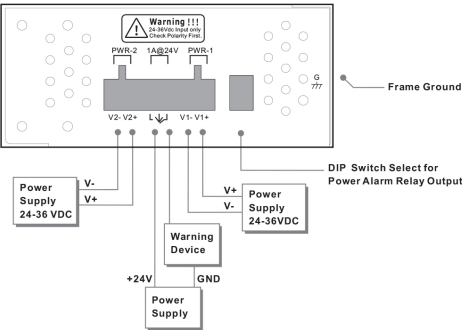 Warning !!!
24-36Vdc Input only
Check Polarity First.
PWR-2 1A@24V PWR-1
G
Frame Ground
V2- V2+ V1- V1+
DIP Switch Select for
Power Alarm Relay Output
V-
V+
Power
Supply
24-36 VDC
V+
V-
Power
Supply
24-36VDC
Warning
Device
+24V GND
Power
Supply